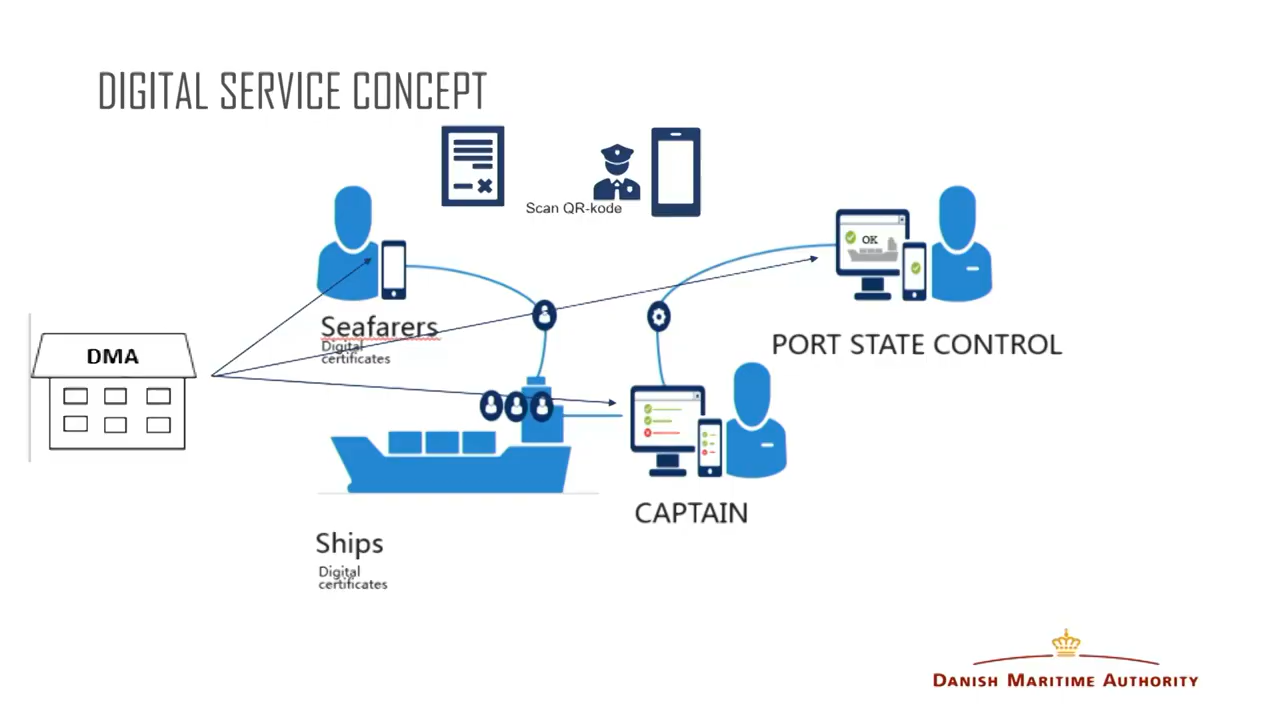 DIGITAL SERVICE CONCEPT
Scan QR-kode
OK
Seafarers
Digital
certificates
PORT STATE CONTROL
DMA
CAPTAIN
Ships
Digital
certificates
DANISH MARITIME AUTHORITY